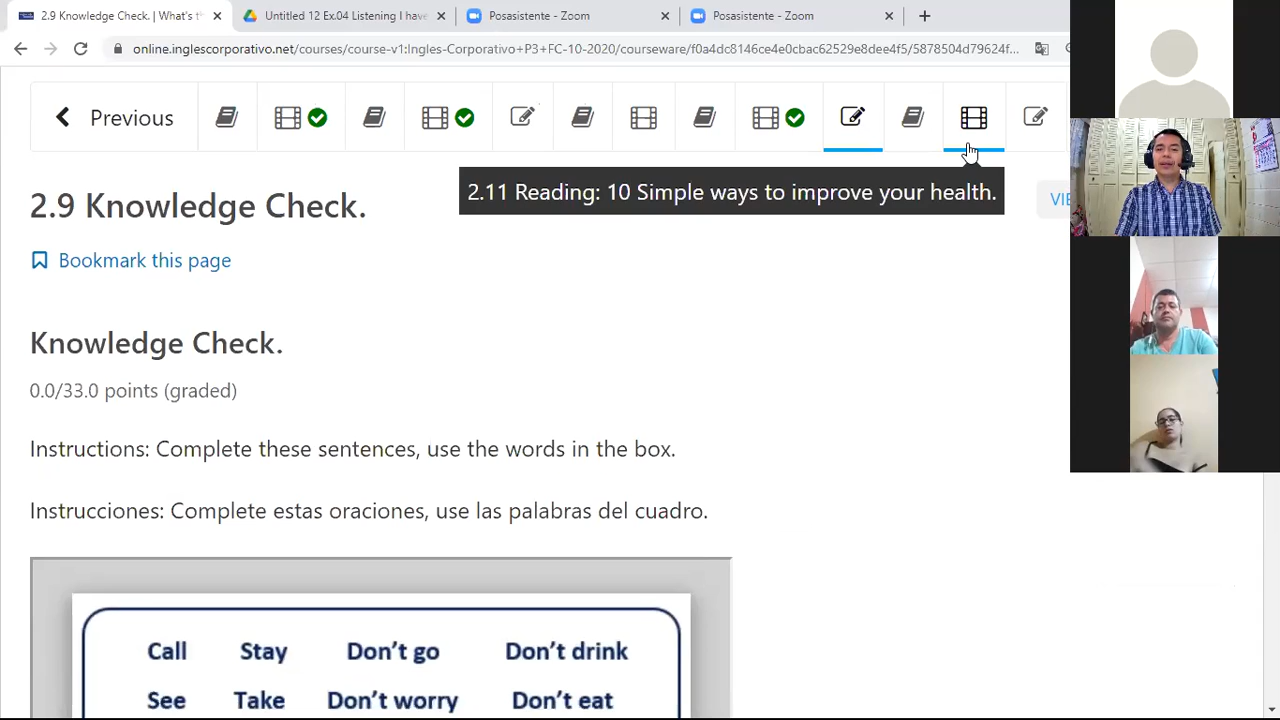 2.9 Knowledge Check. | What's t
Untitled 12 Ex.04 Listening I have
Posasistente - Zoom
Posasistente - Zoom
online.inglescorporativo.net/courses/course-v1:Ingles-Corporativo+P3+FC-10-2020/courseware/f0a4dc8146ce4e0cbac62529e8dee4f5/5878504d79624f...
Previous
2.11 Reading: 10 Simple ways to improve your health.
2.9 Knowledge Check.
VIE
Bookmark this page
Knowledge Check.
0.0/33.0 points (graded)
Instructions: Complete these sentences, use the words in the box.
Instrucciones: Complete estas oraciones, use las palabras del cuadro.
Call Stay Don't go Don't drink
See Take Don't worry Don't eat